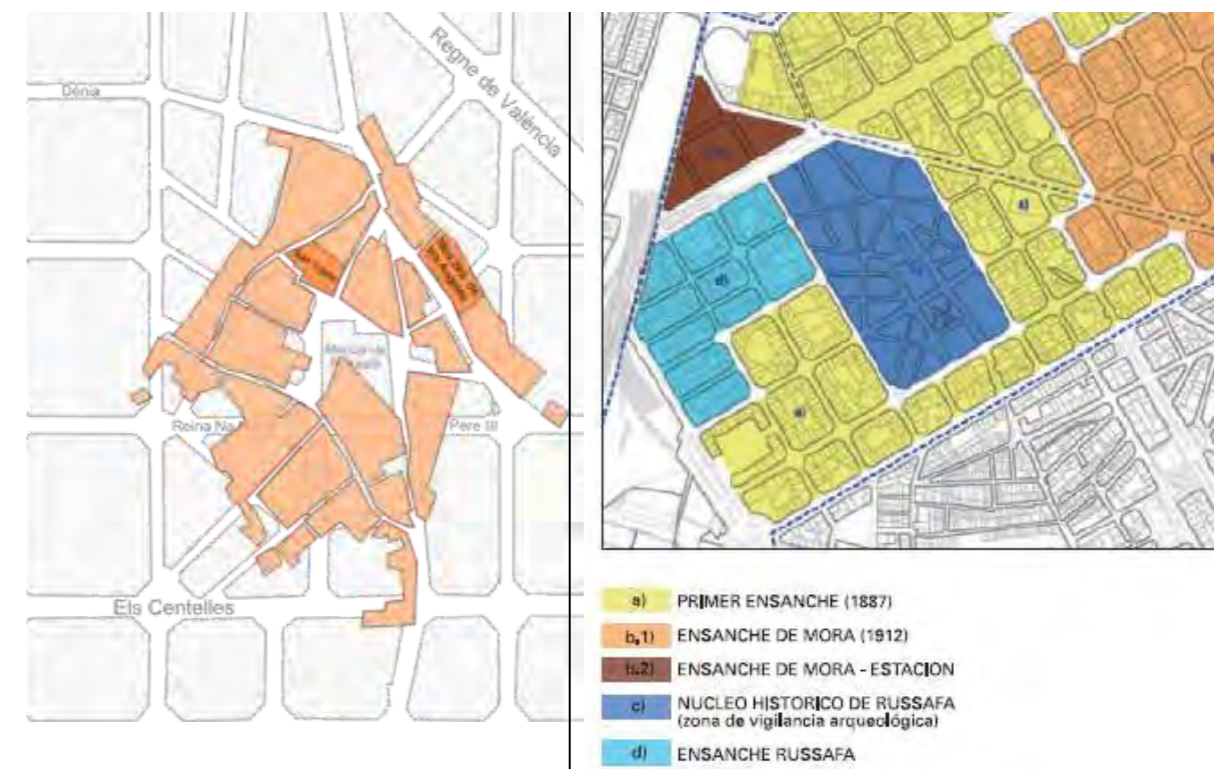 Dénia
Regne de València
Reina Na
Pere III
Els Centelles
a)
d)
a)
a) PRIMER ENSANCHE (1887)
b.1) ENSANCHE DE MORA (1912)
b.2) ENSANCHE DE MORA - ESTACION
c) NUCLEO HISTORICO DE RUSSAFA
(zona de vigilancia arqueológica)
d) ENSANCHE RUSSAFA